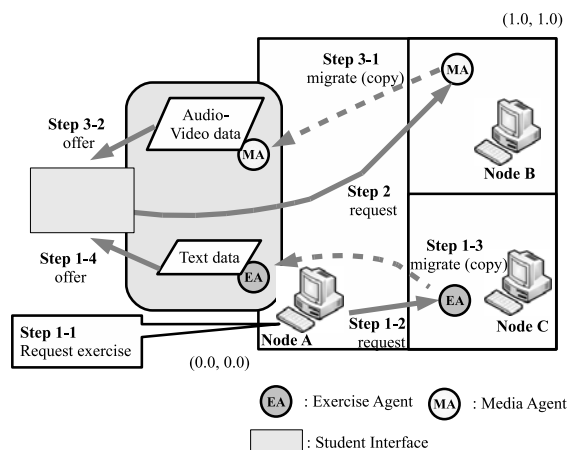 (1.0, 1.0)
Step 3-1
migrate (copy)
MA
Audio-
Video data
MA
Step 3-2
offer
Node B
Step 2
request
Step 1-3
migrate (copy)
Step 1-4
offer
Text data
EA
EA
Node C
Step 1-2
request
Node A
Step 1-1
Request exercise
(0.0, 0.0)
EA : Exercise Agent MA : Media Agent
: Student Interface